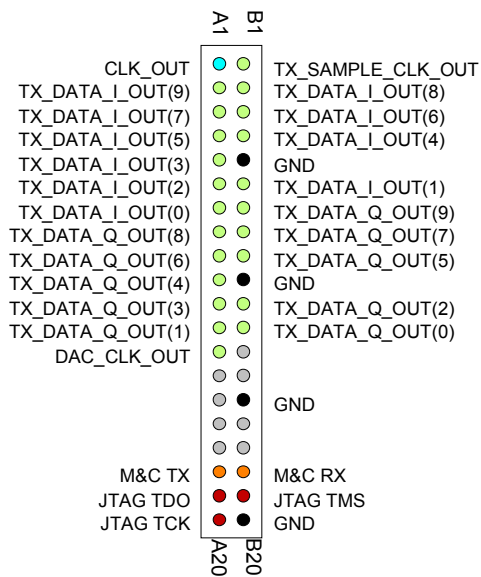 A1 B1
CLK_OUT TX_SAMPLE_CLK_OUT
TX_DATA_I_OUT(9) TX_DATA_I_OUT(8)
TX_DATA_I_OUT(7) TX_DATA_I_OUT(6)
TX_DATA_I_OUT(5) TX_DATA_I_OUT(4)
TX_DATA_I_OUT(3) GND
TX_DATA_I_OUT(2) TX_DATA_I_OUT(1)
TX_DATA_I_OUT(0) TX_DATA_Q_OUT(9)
TX_DATA_Q_OUT(8) TX_DATA_Q_OUT(7)
TX_DATA_Q_OUT(6) TX_DATA_Q_OUT(5)
TX_DATA_Q_OUT(4) GND
TX_DATA_Q_OUT(3) TX_DATA_Q_OUT(2)
TX_DATA_Q_OUT(1) TX_DATA_Q_OUT(0)
DAC_CLK_OUT
GND
M&C TX M&C RX
JTAG TDO JTAG TMS
JTAG TCK GND
A20 B20